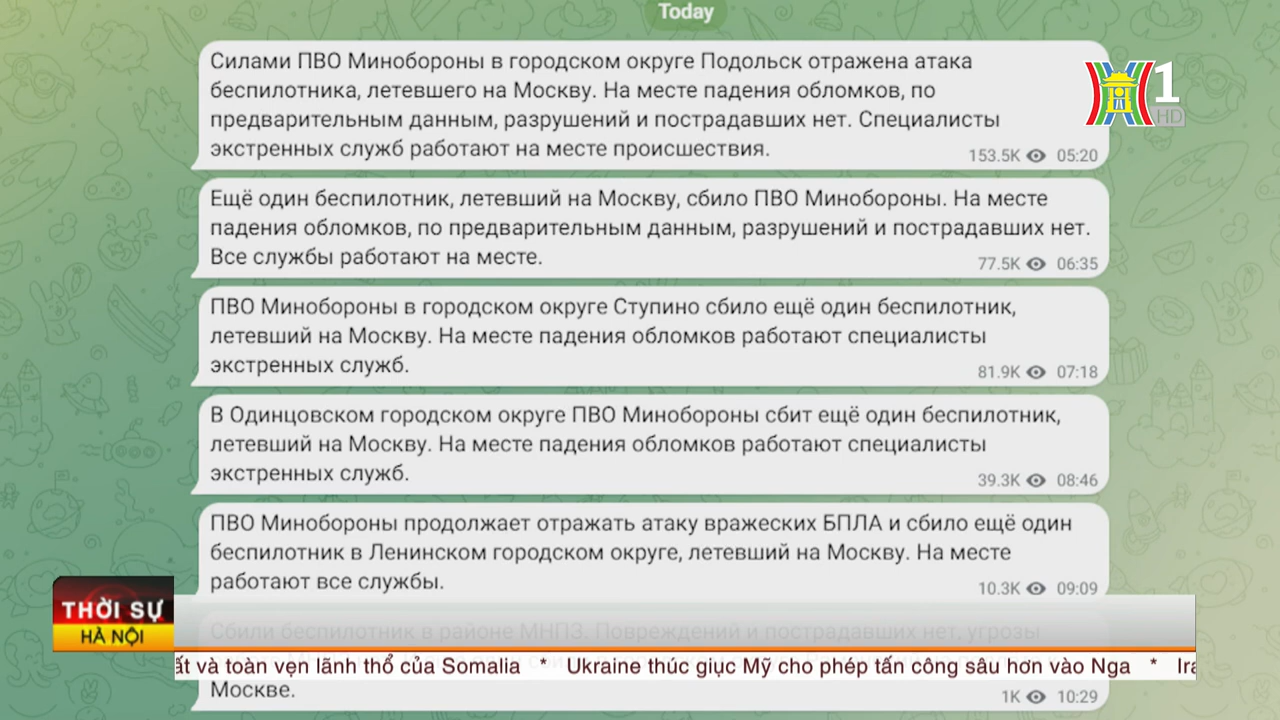 Today
Силами ПВО Минобороны в городском округе Подольск отражена атака
беспилотника, летевшего на Москву. На месте падения обломков, по
предварительным данным, разрушений и пострадавших нет. Специалисты
экстренных служб работают на месте происшествия.
153.5K 05:20
1
HD
Ещё один беспилотник, летевший на Москву, сбило ПВО Минобороны. На месте
падения обломков, по предварительным данным, разрушений и пострадавших нет.
Все службы работают на месте.
77.5K 06:35
ПВО Минобороны в городском округе Ступино сбило ещё один беспилотник,
летевший на Москву. На месте падения обломков работают специалисты
экстренных служб.
81.9K 07:18
В Одинцовском городском округе ПВО Минобороны сбит ещё один беспилотник,
летевший на Москву. На месте падения обломков работают специалисты
экстренных служб.
39.3K 08:46
ПВО Минобороны продолжает отражать атаку вражеских БПЛА и сбило ещё один
беспилотник в Ленинском городском округе, летевший на Москву. На месте
работают все службы.
10.3K 09:09
THỜI SỰ
HÀ NỘI
Сбили беспилотник в районе МНПЗ. Повреждений и пострадавших нет, угрозы
ất và toàn vẹn lãnh thổ của Somalia * Ukraine thúc giục Mỹ cho phép tấn công sâu hơn vào Nga * Ira
Москве.
1K 10:29